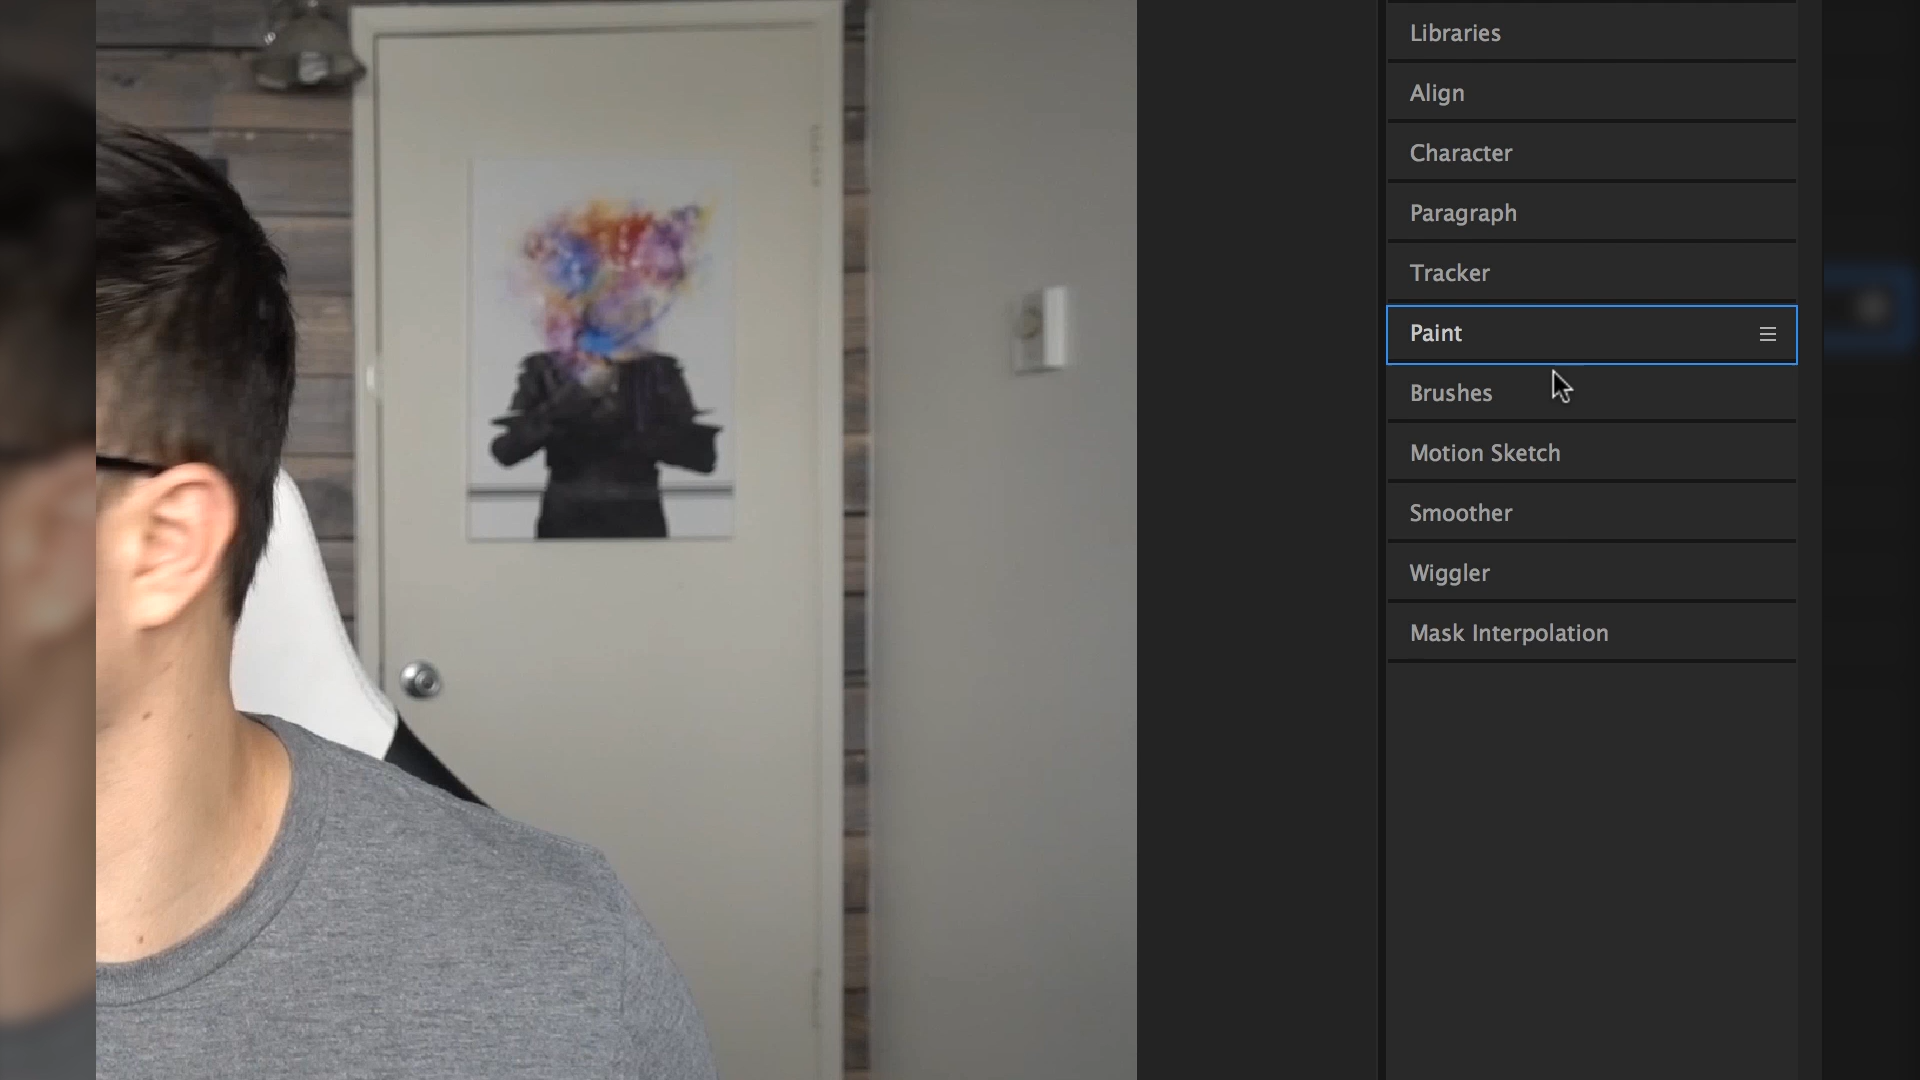 Libraries
Align
Character
Paragraph
Tracker
Paint
Brushes
Motion Sketch
Smoother
Wiggler
Mask Interpolation